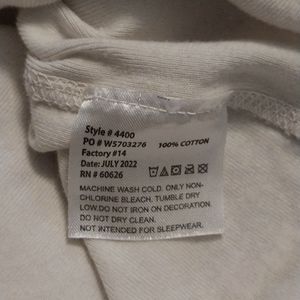 Style # 4400
PO # W5703276 100% COTTON
Factory #14
Date: JULY 2022
RN # 60626
MACHINE WASH COLD. ONLY NON-
CHLORINE BLEACH. TUMBLE DRY
LOW.DO NOT IRON ON DECORATION.
DO NOT DRY CLEAN.
NOT INTENDED FOR SLEEPWEAR.